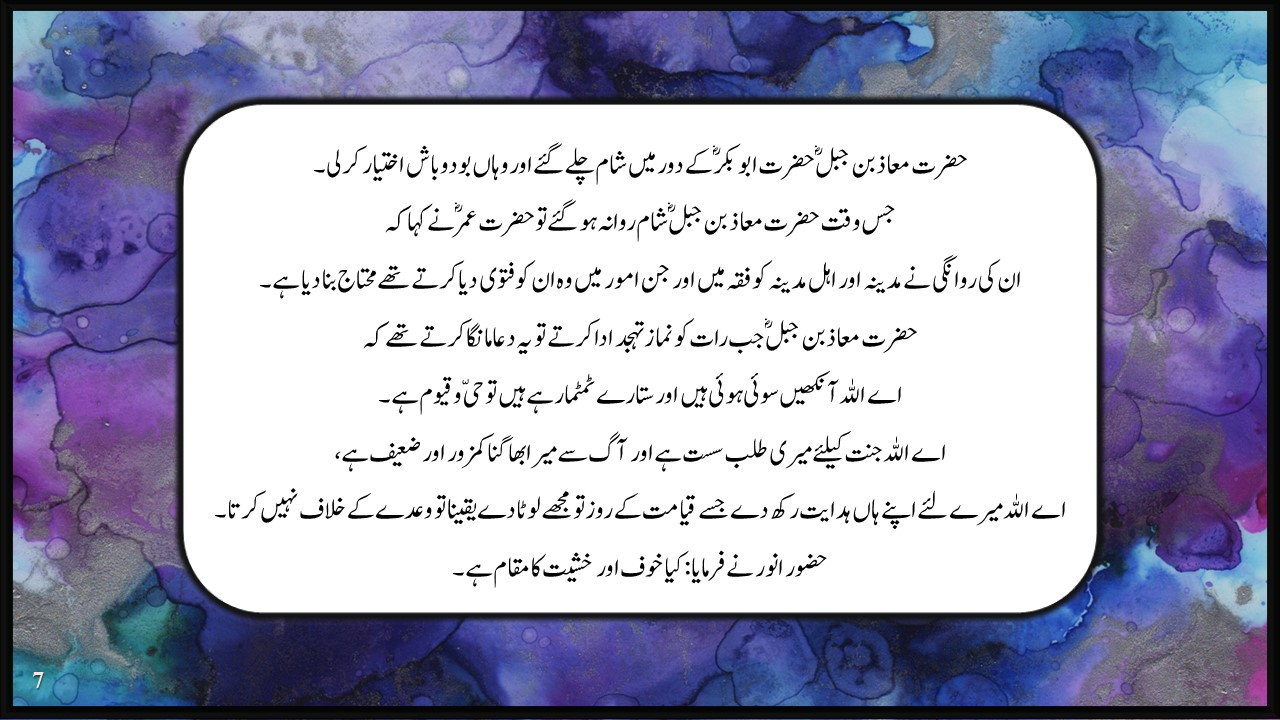 حضرت معاذ بن جبلؓ حضرت ابو بکرؓ کے دور میں شام چلے گئے اور وہاں بودوباش اختیار کر لی۔
جس وقت حضرت معاذ بن جبلؓ شام روانہ ہو گئے تو حضرت عمرؓ نے کہا کہ
ان کی روانگی نے مدینہ اور اہل مدینہ کو فقہ میں اور جن امور میں وہ ان کو فتویٰ دیا کرتے تھے محتاج بنا دیا ہے۔
حضرت معاذ بن جبلؓ جب رات کو نماز تہجد ادا کرتے تو یہ دعا مانگا کرتے تھے کہ
اے اللہ آنکھیں سوئی ہوئی ہیں اور ستارے ٹمٹما رہے ہیں تو حیّ و قیوم ہے۔
اے اللہ جنت کیلئے میری طلب سست ہے اور آگ سے میرا بھاگنا کمزور اور ضعیف ہے،
اے اللہ میرے لئے اپنے ہاں ہدایت رکھ دے جسے قیامت کے روز تو مجھے لوٹا دے یقینا تو وعدے کے خلاف نہیں کرتا۔
حضور انور نے فرمایا: کیا خوف اور خشیت کا مقام ہے۔
7